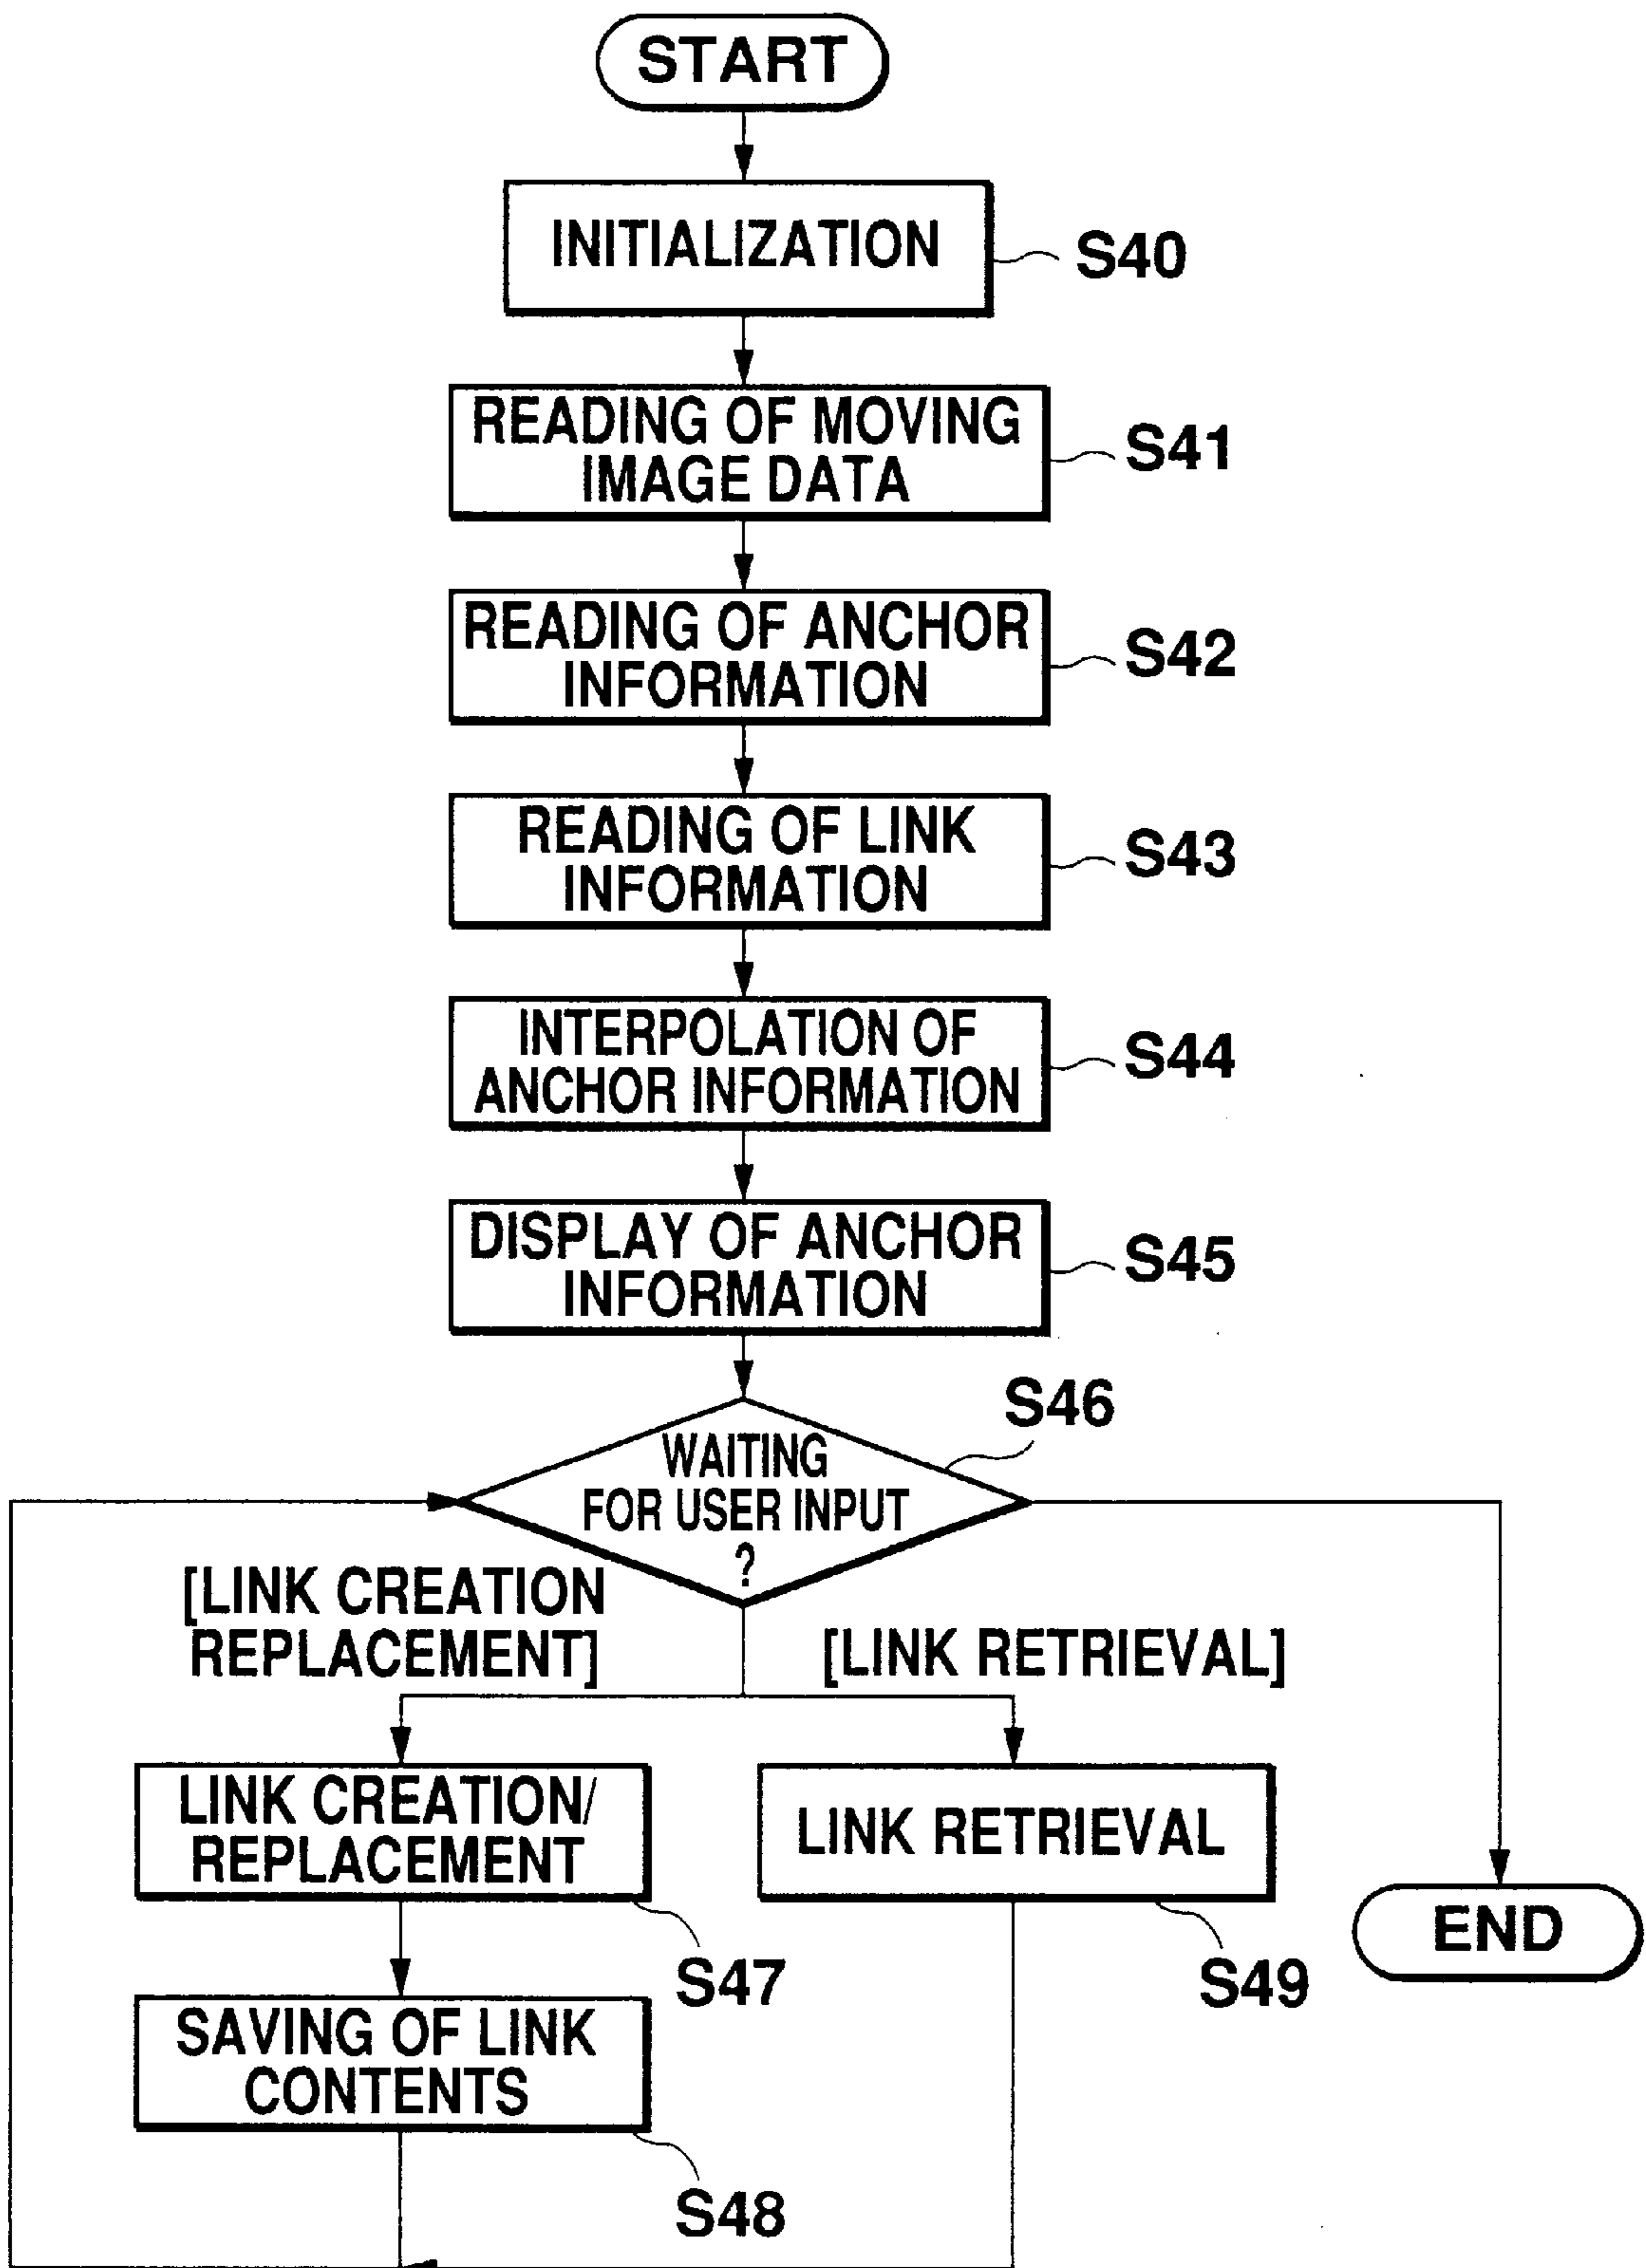 START
INITIALIZATION
S40
READING OF MOVING
IMAGE DATA
S41
READING OF ANCHOR
INFORMATION
S42
READING OF LINK
INFORMATION
S43
INTERPOLATION OF
ANCHOR INFORMATION
S44
DISPLAY OF ANCHOR
INFORMATION
S45
S46
WAITING
FOR USER INPUT
?
[LINK CREATION
REPLACEMENT]
[LINK RETRIEVAL]
LINK CREATION/
REPLACEMENT
S47
LINK RETRIEVAL
S49
END
SAVING OF LINK
CONTENTS
S48